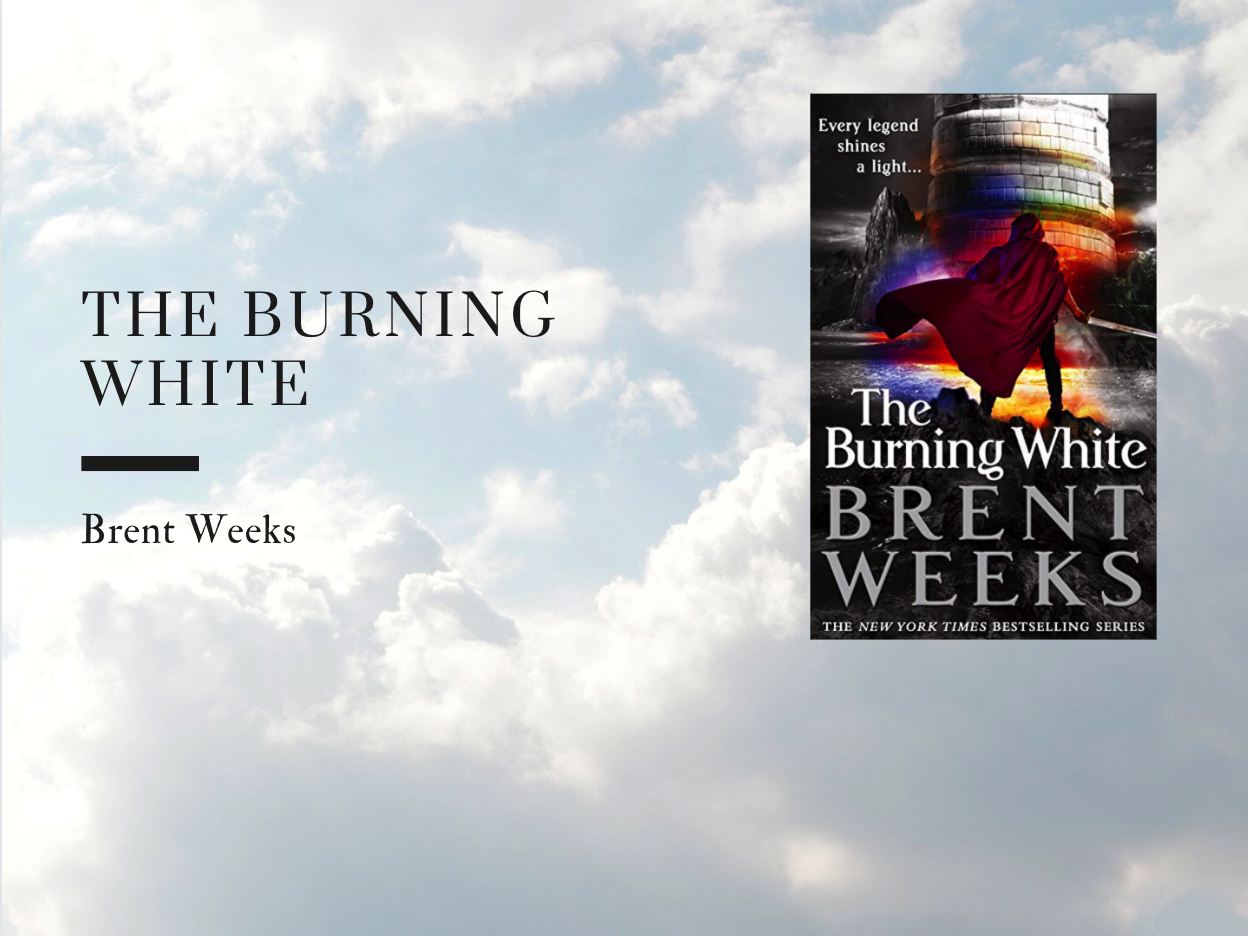 THE BURNING
WHITE
Brent Weeks
Every legend
shines
a light...
The
Burning White
BRENT
WEEKS
THE NEW YORK TIMES BESTSELLING SERIES